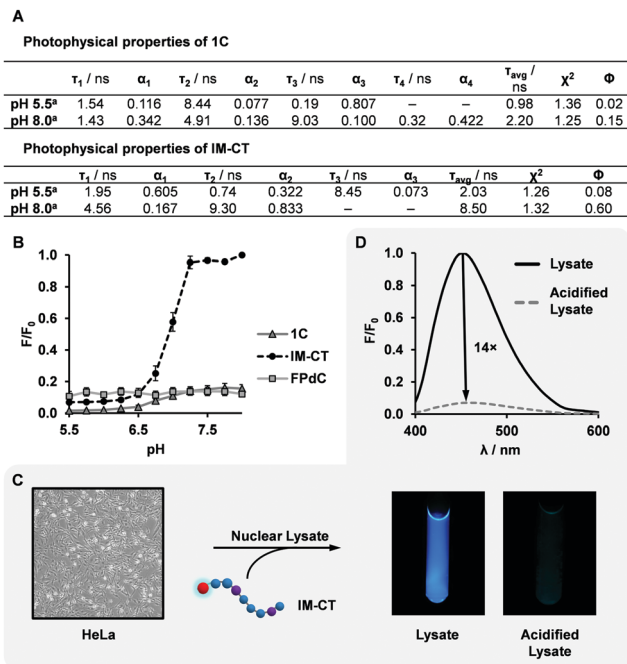 A
Photophysical properties of 1C
τ₁ / ns α₁ τ₂ / ns α₂ τ₃ / ns α₃ τ₄ / ns α₄ τavg / ns χ² Φ
pH 5.5ᵃ 1.54 0.116 8.44 0.077 0.19 0.807 – – 0.98 1.36 0.02
pH 8.0ᵃ 1.43 0.342 4.91 0.136 9.03 0.100 0.32 0.422 2.20 1.25 0.15
Photophysical properties of IM-CT
τ₁ / ns α₁ τ₂ / ns α₂ τ₃ / ns α₃ τavg / ns χ² Φ
pH 5.5ᵃ 1.95 0.605 0.74 0.322 8.45 0.073 2.03 1.26 0.08
pH 8.0ᵃ 4.56 0.167 9.30 0.833 – – 8.50 1.32 0.60
B
1.0
0.8
0.6
0.4
0.2
0.0
F/F₀
5.5 6.5 7.5
pH
1C
IM-CT
FPdC
D
1.0
0.8
0.6
0.4
0.2
0.0
F/F₀
400 500 600
λ / nm
Lysate
Acidified
Lysate
14×
C
HeLa
Nuclear Lysate
IM-CT
Lysate
Acidified
Lysate